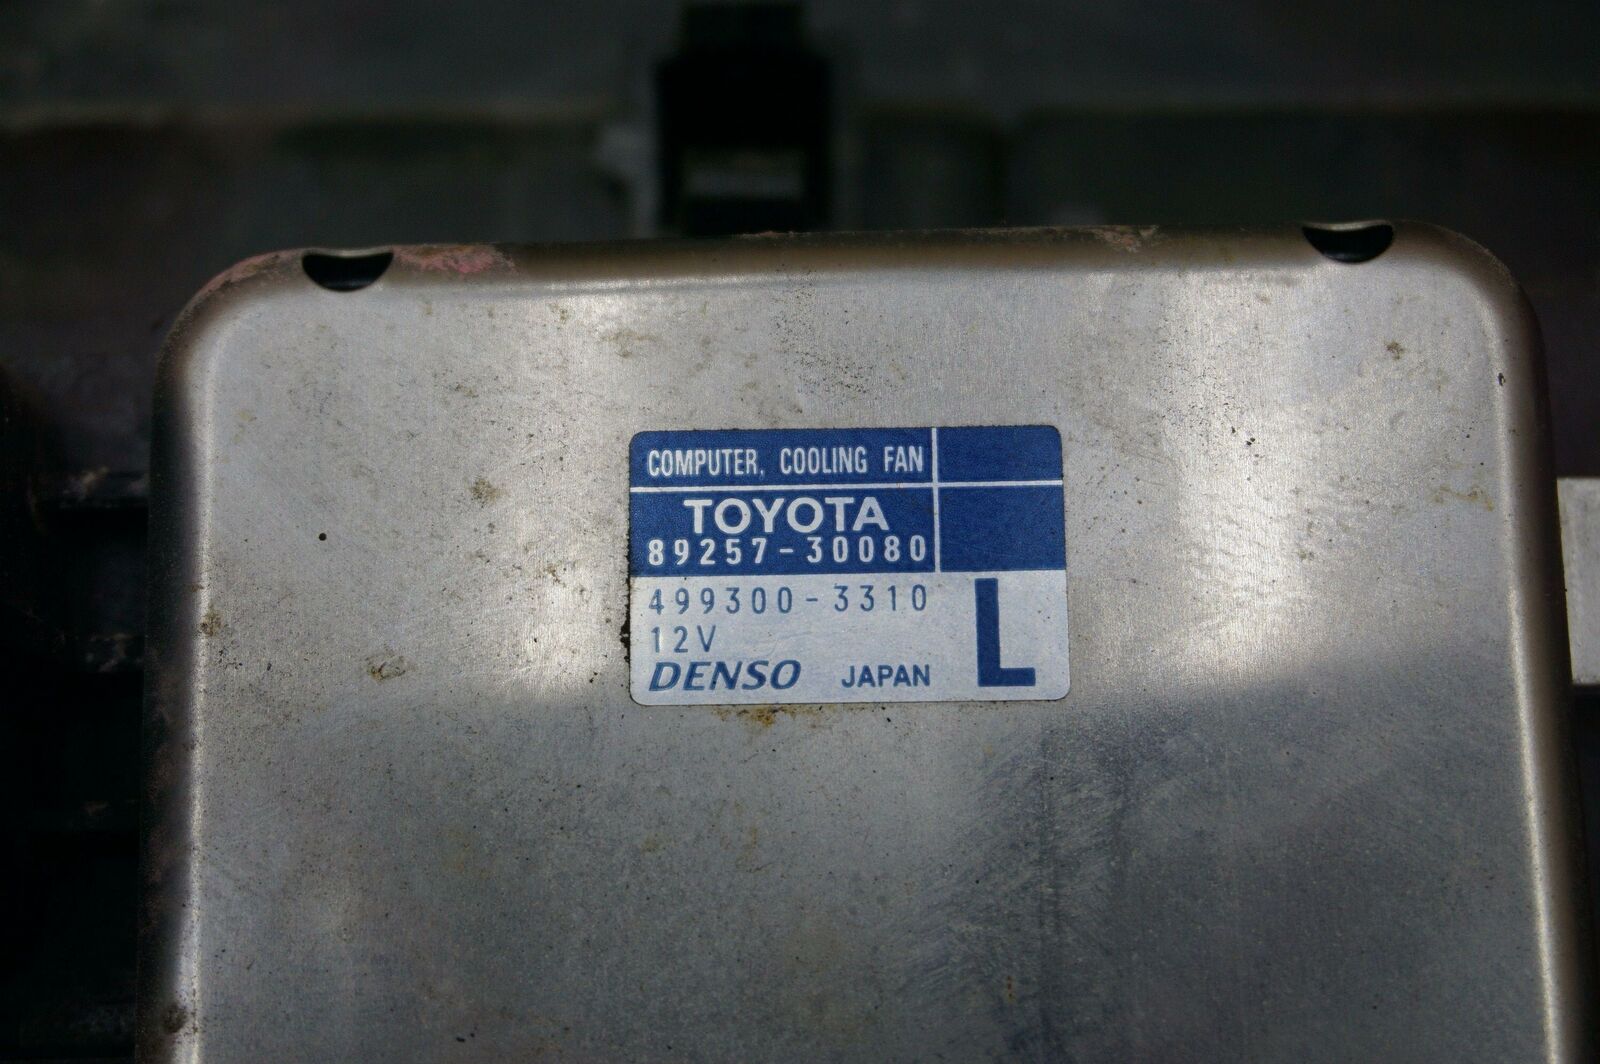 COMPUTER, COOLING FAN
TOYOTA
89257-30080
499300-3310
12V
DENSO JAPAN
L